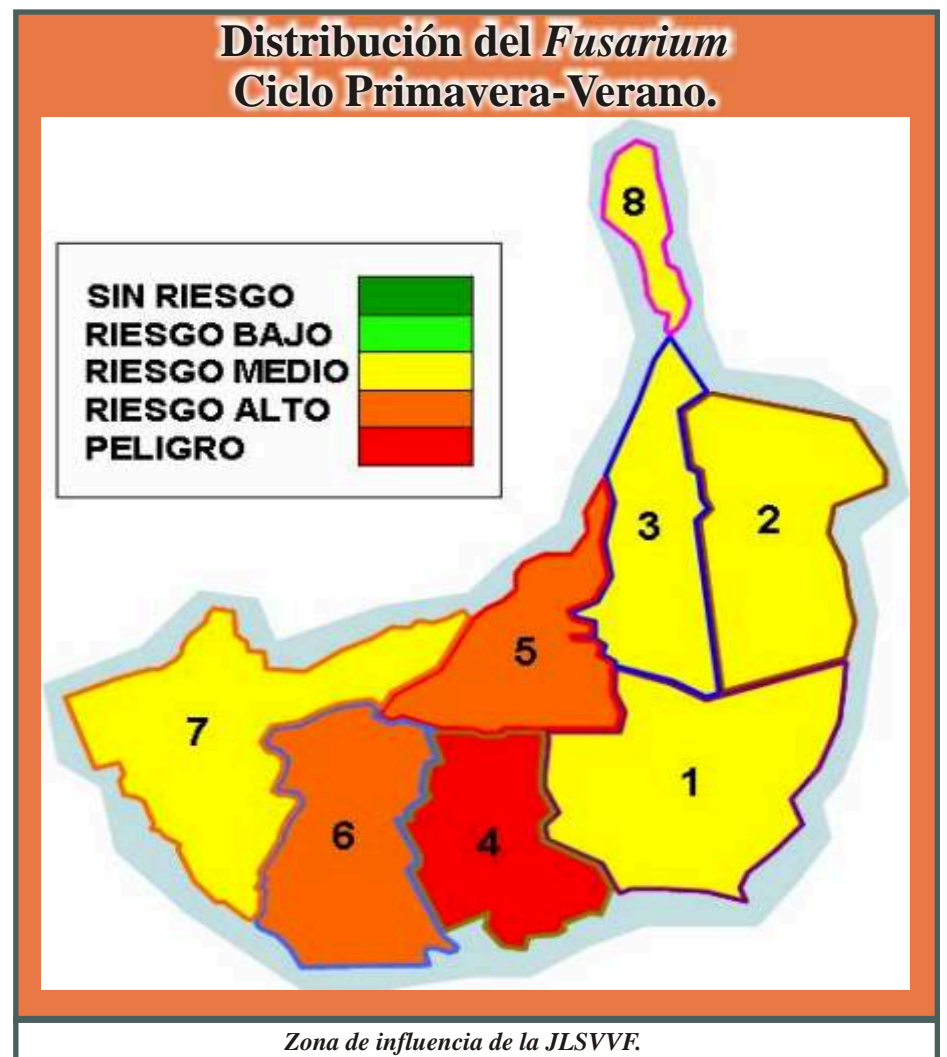 Distribución del Fusarium
Ciclo Primavera-Verano.
8
SIN RIESGO
RIESGO BAJO
RIESGO MEDIO
RIESGO ALTO
PELIGRO
3
2
5
7
1
6
4
Zona de influencia de la JLSVVF.